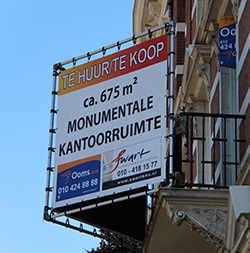 TE HUUR/TE KOOP
ca. 675 m²
MONUMENTALE
KANTOORRUIMTE
Ooms
010 424 88 88
Swart
010 - 418 15 77
Ooms